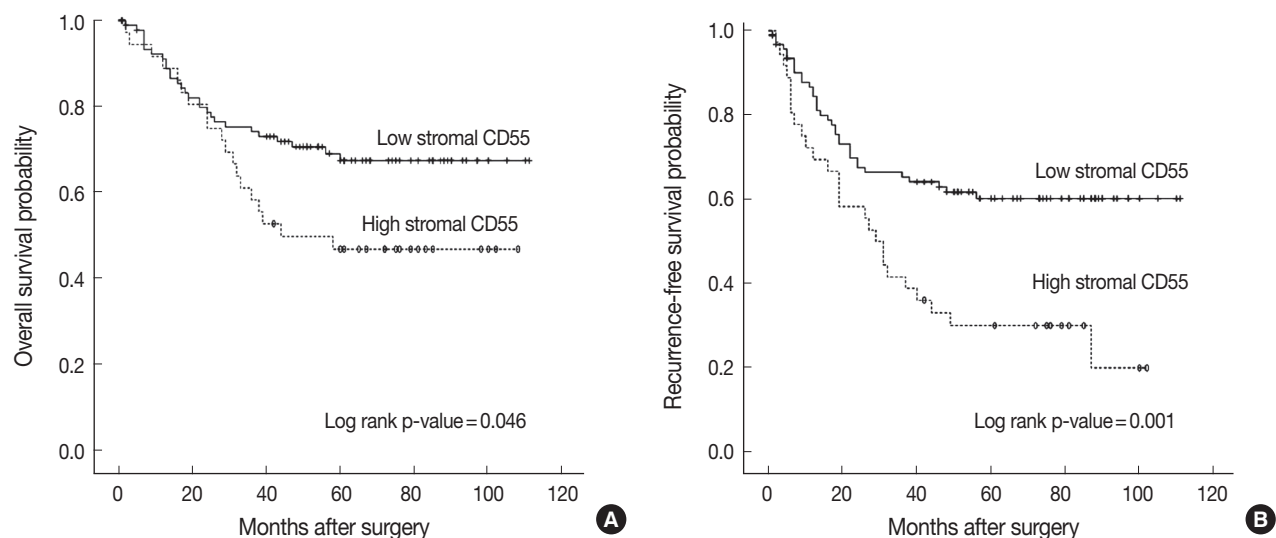 Overall survival probability
1.0
0.8
0.6
0.4
0.2
0.0
Low stromal CD55
High stromal CD55
Log rank p-value = 0.046
0 20 40 60 80 100 120
Months after surgery
A
Recurrence-free survival probability
1.0
0.8
0.6
0.4
0.2
0.0
Low stromal CD55
High stromal CD55
Log rank p-value = 0.001
0 20 40 60 80 100 120
Months after surgery
B